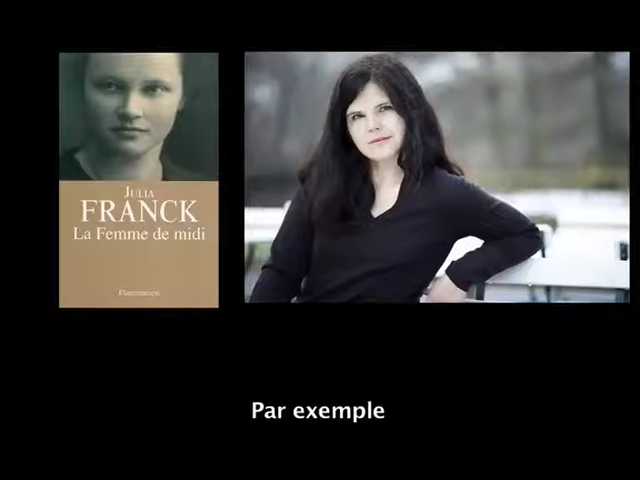 JULIA
FRANCK
La Femme de midi
Flammarion
Par exemple